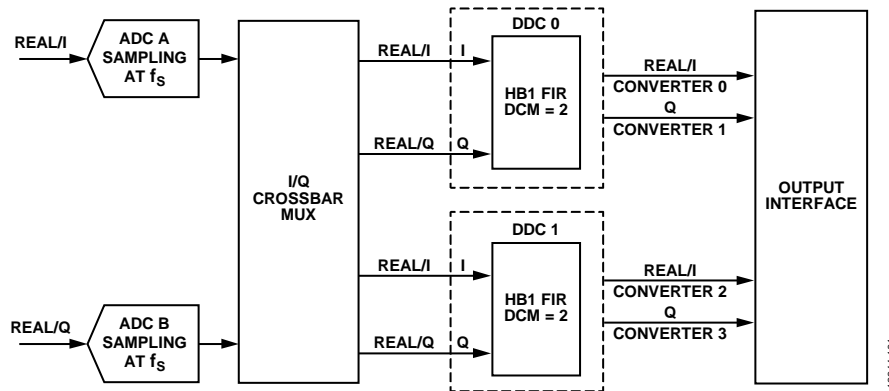 REAL/I
ADC A
SAMPLING
AT fS
REAL/Q
ADC B
SAMPLING
AT fS
I/Q
CROSSBAR
MUX
REAL/I
I
REAL/Q
Q
DDC 0
HB1 FIR
DCM = 2
REAL/I
CONVERTER 0
Q
CONVERTER 1
REAL/I
I
REAL/Q
Q
DDC 1
HB1 FIR
DCM = 2
REAL/I
CONVERTER 2
Q
CONVERTER 3
OUTPUT
INTERFACE